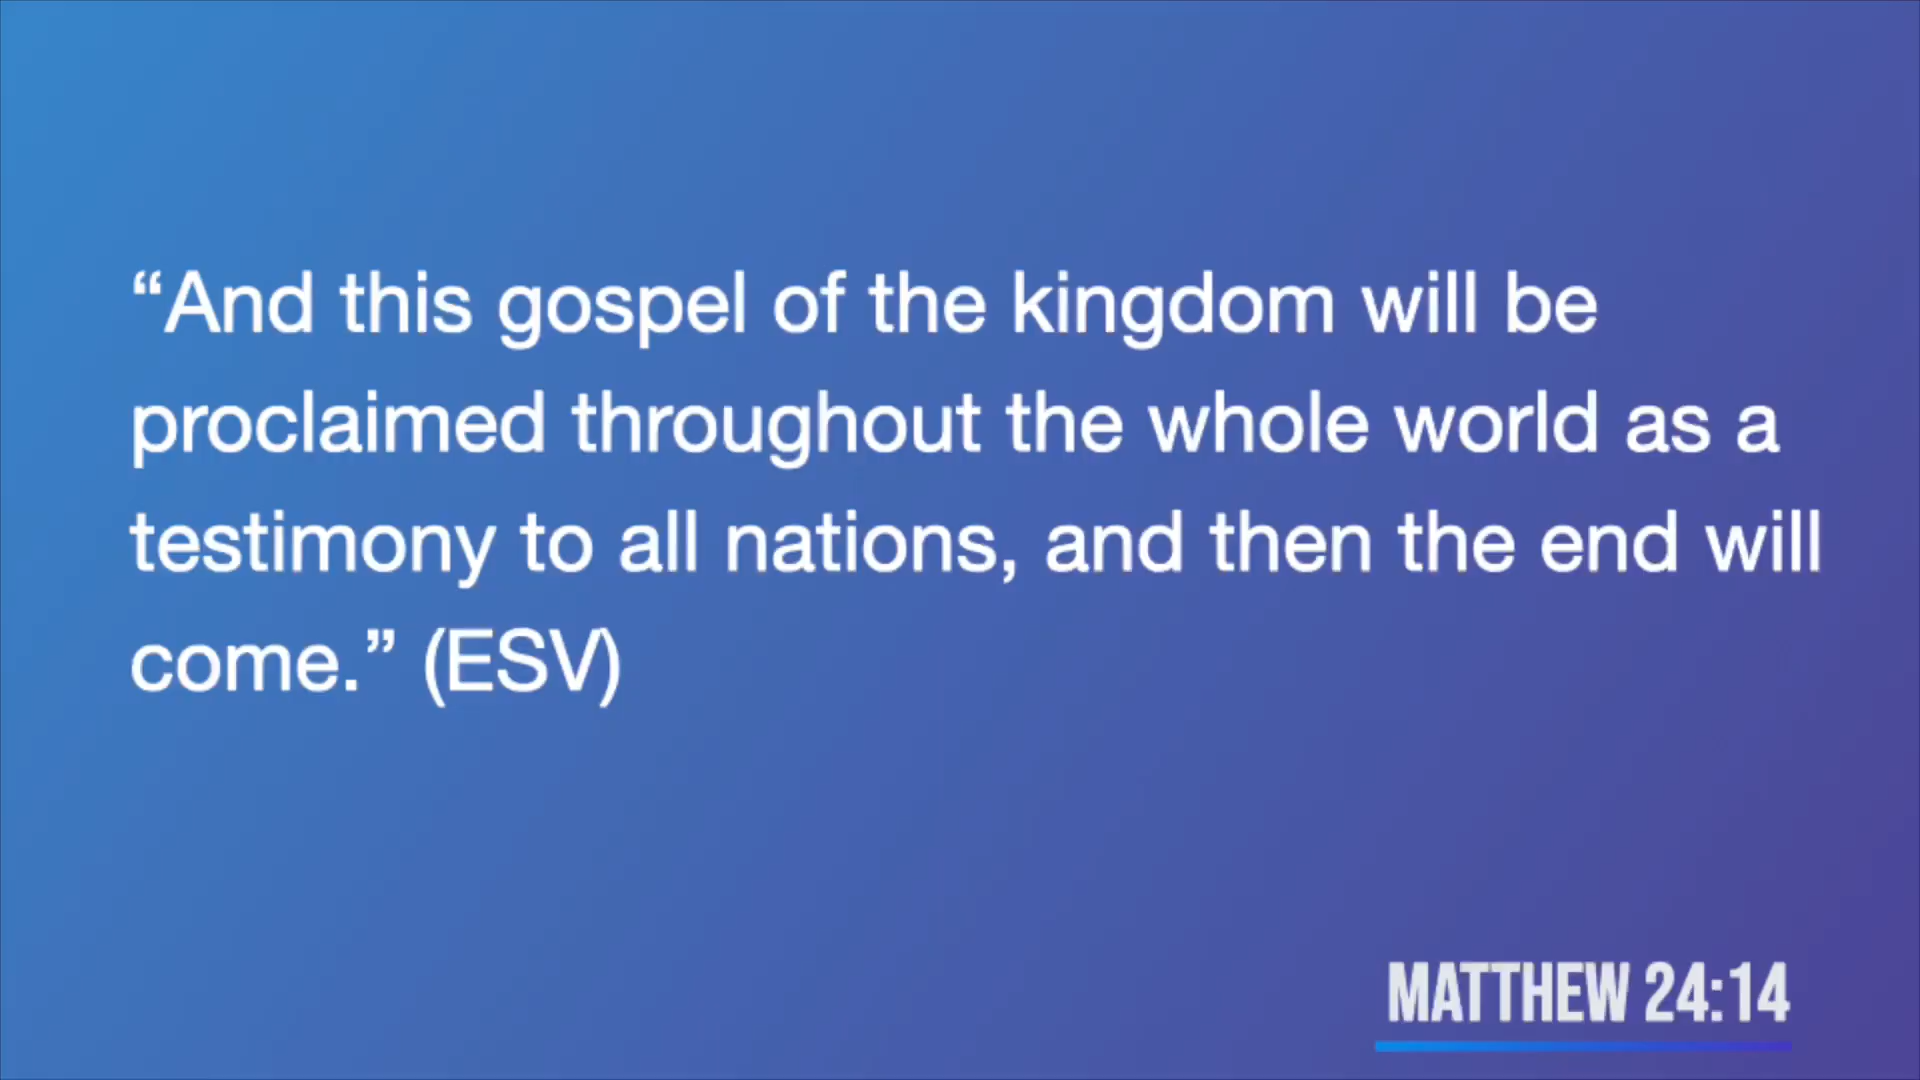 “And this gospel of the kingdom will be
proclaimed throughout the whole world as a
testimony to all nations, and then the end will
come.” (ESV)
MATTHEW 24:14